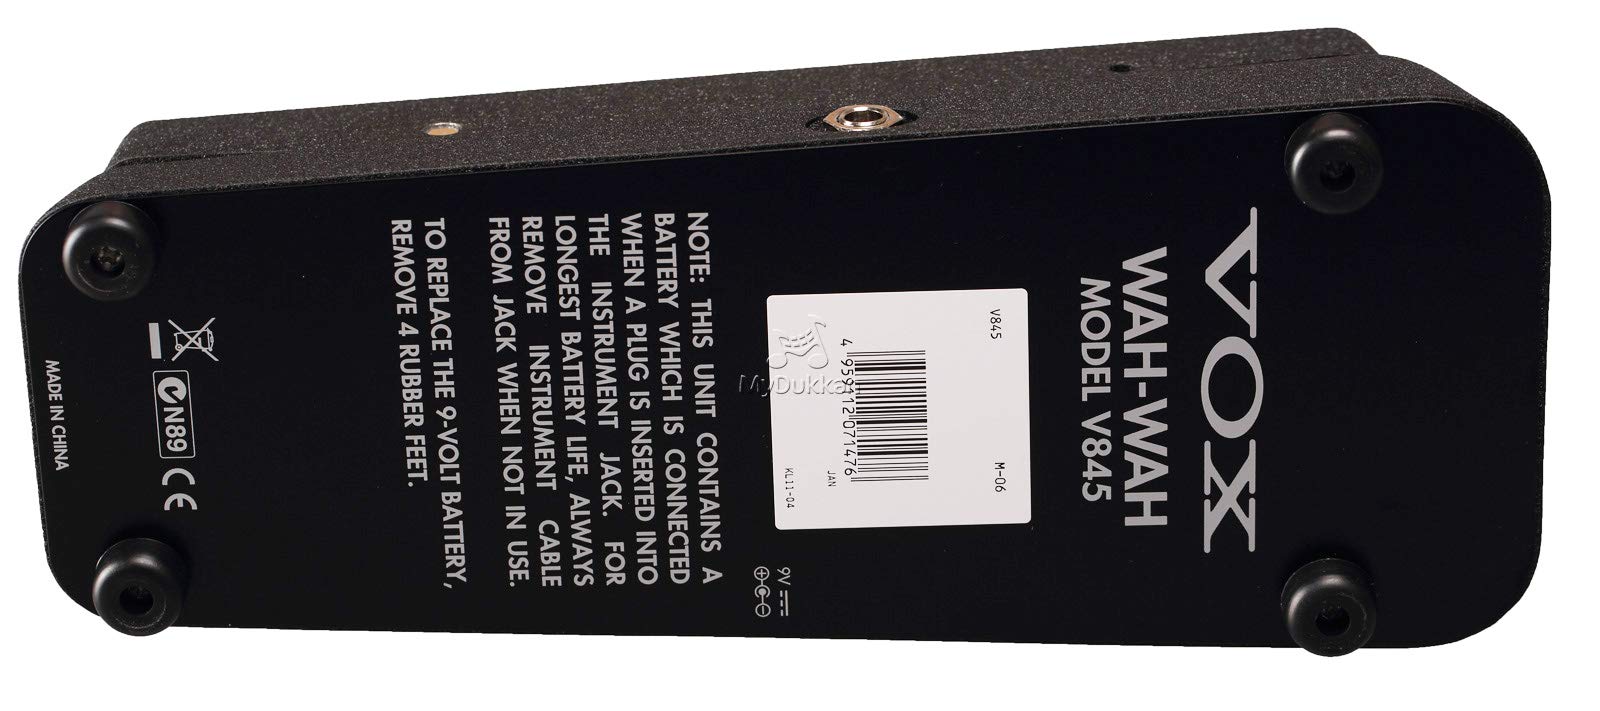 VOX
WAH-WAH
MODEL V845
V845
M-06
JAN
KL11-04
MyDukkan
9V
NOTE: THIS UNIT CONTAINS A
BATTERY WHICH IS CONNECTED
WHEN A PLUG IS INSERTED INTO
THE INSTRUMENT JACK. FOR
LONGEST BATTERY LIFE, ALWAYS
REMOVE INSTRUMENT CABLE
FROM JACK WHEN NOT IN USE.
TO REPLACE THE 9-VOLT BATTERY,
REMOVE 4 RUBBER FEET.
N89 CE
MADE IN CHINA